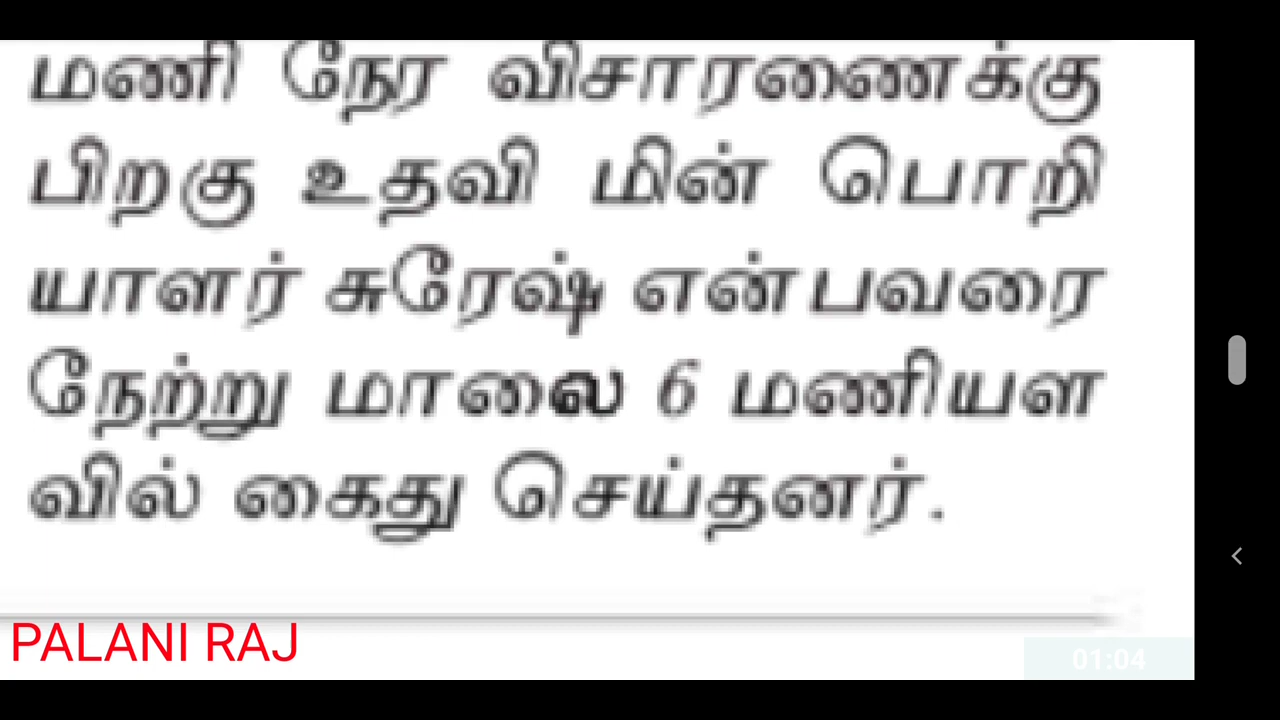 மணி நேர விசாரணைக்கு
பிறகு உதவி மின் பொறி
யாளர் சுரேஷ் என்பவரை
நேற்று மாலை 6 மணியள
வில் கைது செய்தனர்.
PALANI RAJ
01:04